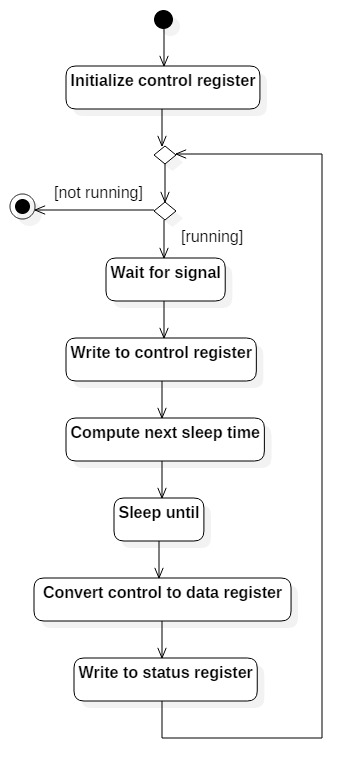 Initialize control register
[not running]
[running]
Wait for signal
Write to control register
Compute next sleep time
Sleep until
Convert control to data register
Write to status register